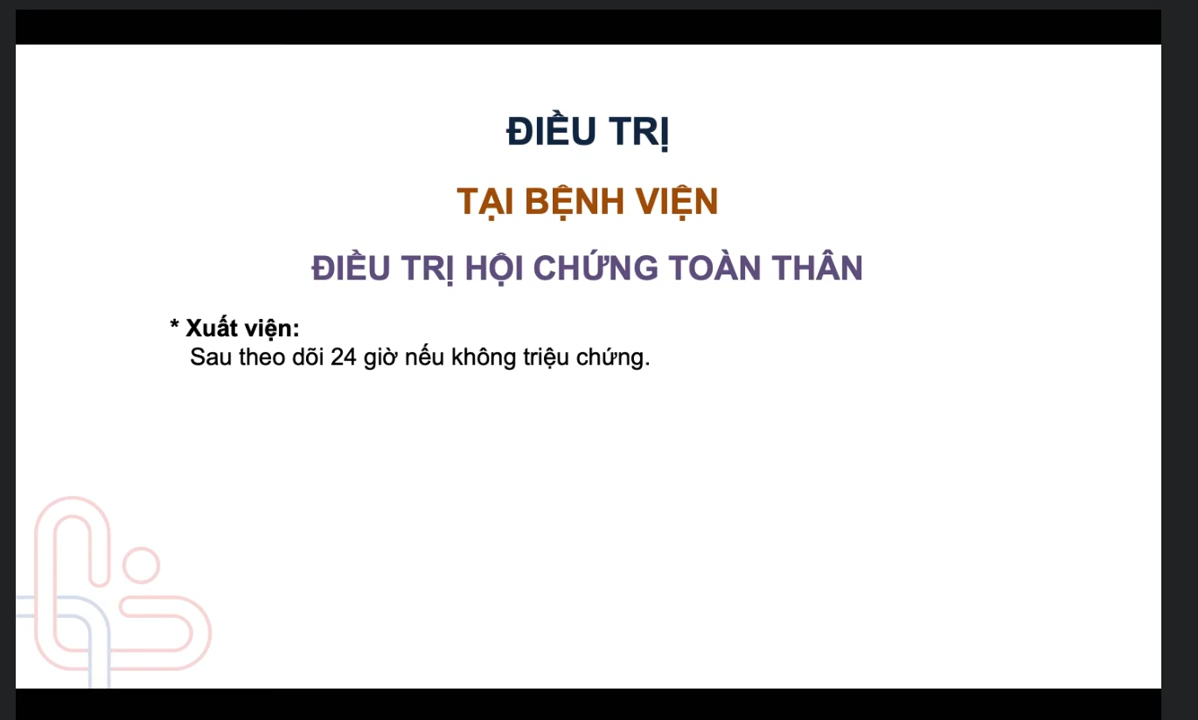 ĐIỀU TRỊ
TẠI BỆNH VIỆN
ĐIỀU TRỊ HỘI CHỨNG TOÀN THÂN
* Xuất viện:
Sau theo dõi 24 giờ nếu không triệu chứng.